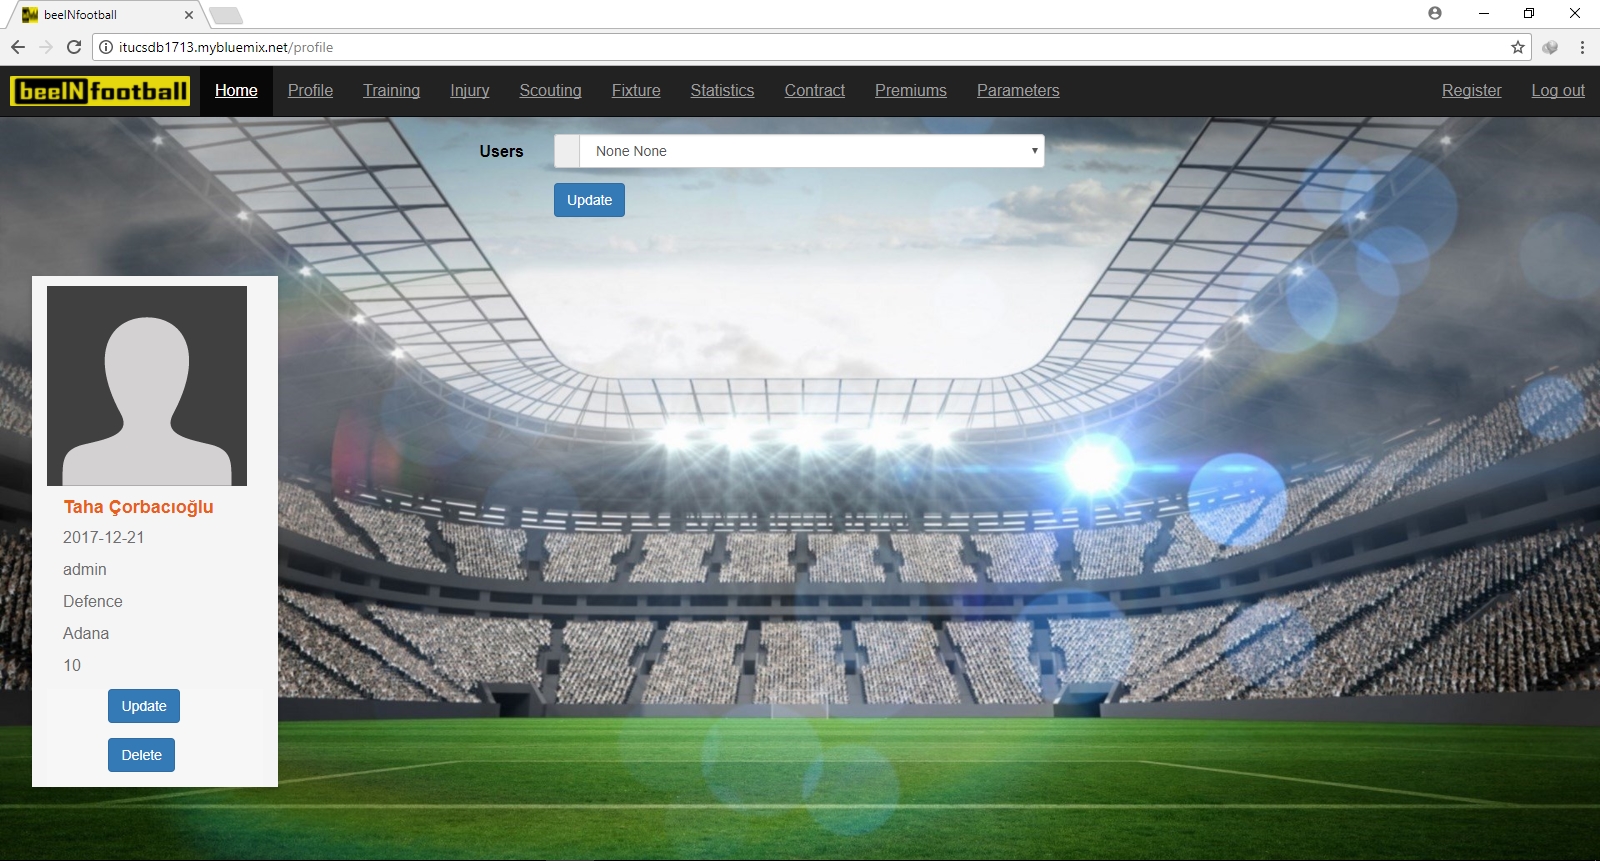 beeINfootball
itucsdb1713.mybluemix.net/profile
beeINfootball Home Profile Training Injury Scouting Fixture Statistics Contract Premiums Parameters Register Log out
Users None None
Update
Taha Çorbacıoğlu
2017-12-21
admin
Defence
Adana
10
Update
Delete